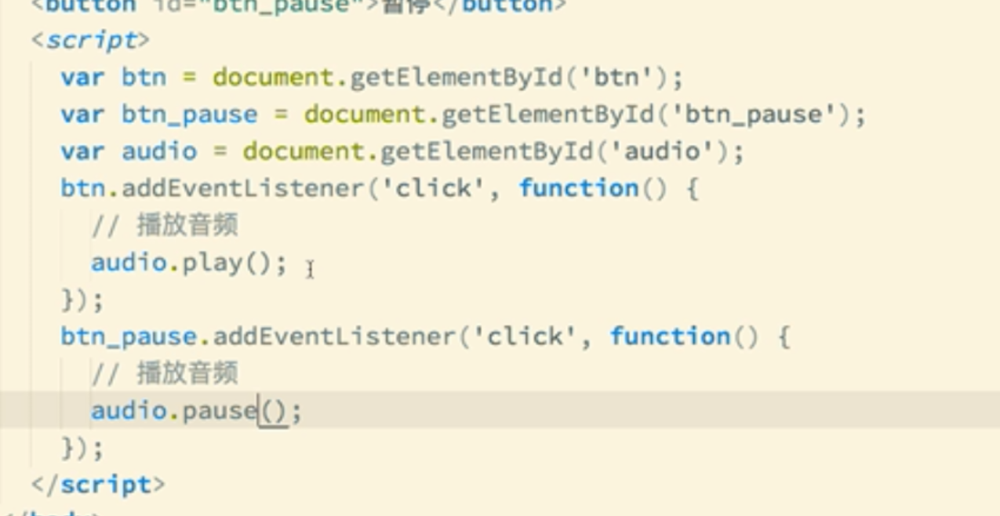 <button id="btn_pause">暂停</button>
<script>
var btn = document.getElementById('btn');
var btn_pause = document.getElementById('btn_pause');
var audio = document.getElementById('audio');
btn.addEventListener('click', function() {
// 播放音频
audio.play();
});
btn_pause.addEventListener('click', function() {
// 播放音频
audio.pause();
});
</script>
</body>